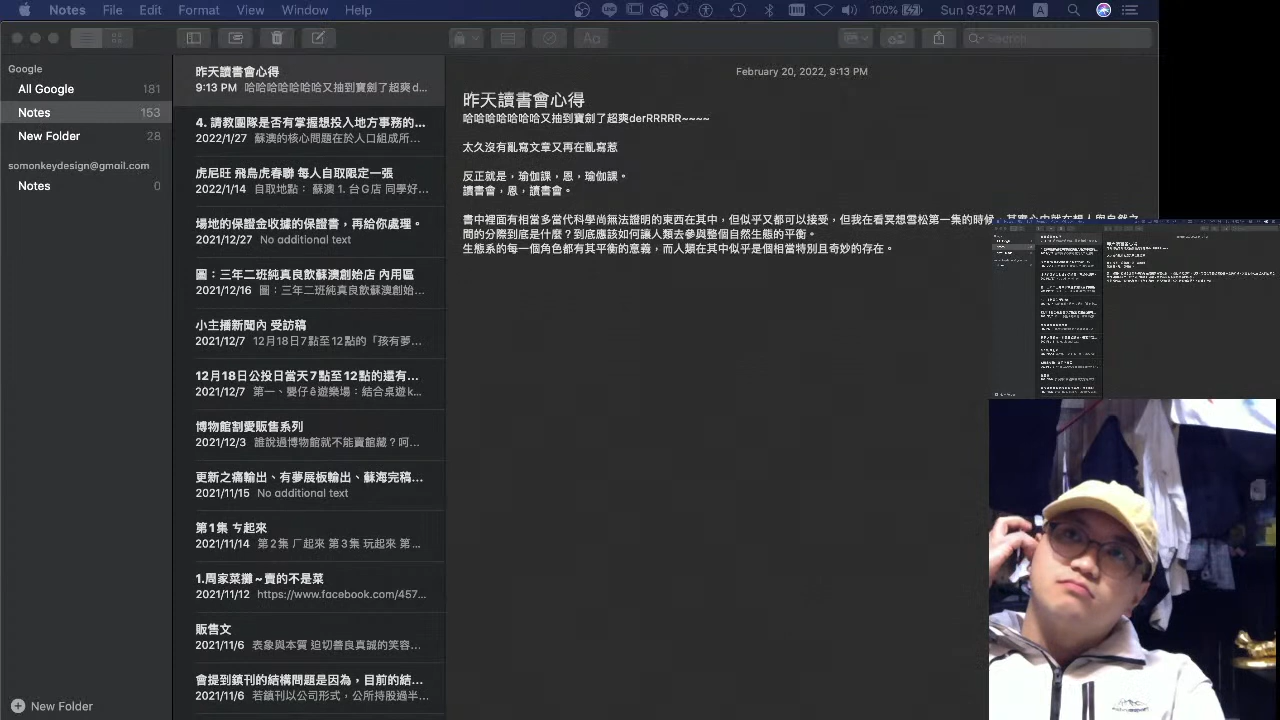 Notes File Edit Format View Window Help
100% Sun 9:52 PM A
Aa
Search
Google
All Google 181
Notes 153
New Folder 28
somonkeydesign@gmail.com
Notes 0
New Folder
昨天讀書會心得
9:13 PM 哈哈哈哈哈哈哈又抽到寶劍了超爽d...
4. 請教團隊是否有掌握想投入地方事務的...
2022/1/27 蘇澳的核心問題在於人口組成所...
虎尼旺 飛鳥虎春聯 每人自取限定一張
2022/1/14 自取地點： 蘇澳 1. 台Ｇ店 同學好...
場地的保證金收據的保證書，再給你處理。
2021/12/27 No additional text
圖：三年二班純真飲於蘇澳創始店 店面區
2021/12/16 圖：三年二班純真飲於蘇澳創始...
小主播新聞內 受訪稿
2021/12/7 12月18日7點至12點的「孩有夢...
12月18日公投日當天7點至12點的還有...
2021/12/7 第一、嬰仔ê遊樂場：結合桌遊k...
博物館割愛販售系列
2021/12/3 誰說過博物館就不能賣館藏？呵...
更新之痛輸出、有夢展板輸出、蘇海完稿...
2021/11/15 No additional text
第1集 ㄘ起來
2021/11/14 第２集 ㄏ起來 第３集 玩起來 第...
1.周家菜攤～賣的不是菜
2021/11/12 https://www.facebook.com/457...
販售文
2021/11/6 表象與本質 迫切善良真誠的笑容...
會提到鎮刊的結構問題是因為，目前的結...
2021/11/6 若鎮刊以公司形式，公所持股過半...
February 20, 2022, 9:13 PM
昨天讀書會心得
哈哈哈哈哈哈哈又抽到寶劍了超爽derRRRRR~~~~
太久沒有亂寫文章又再在亂寫惹
反正就是，瑜伽課，恩，瑜伽課。
讀書會，恩，讀書會。
書中裡面有相當多當代科學尚無法證明的東西在其中，但似乎又都可以接受，但我在看冥想雪松第一集的時候，其實心中就在想人與自然之
間的分際到底是什麼？到底應該如何讓人類去參與整個自然生態的平衡。
生態系的每一個角色都有其平衡的意義，而人類在其中似乎是個相當特別且奇妙的存在。